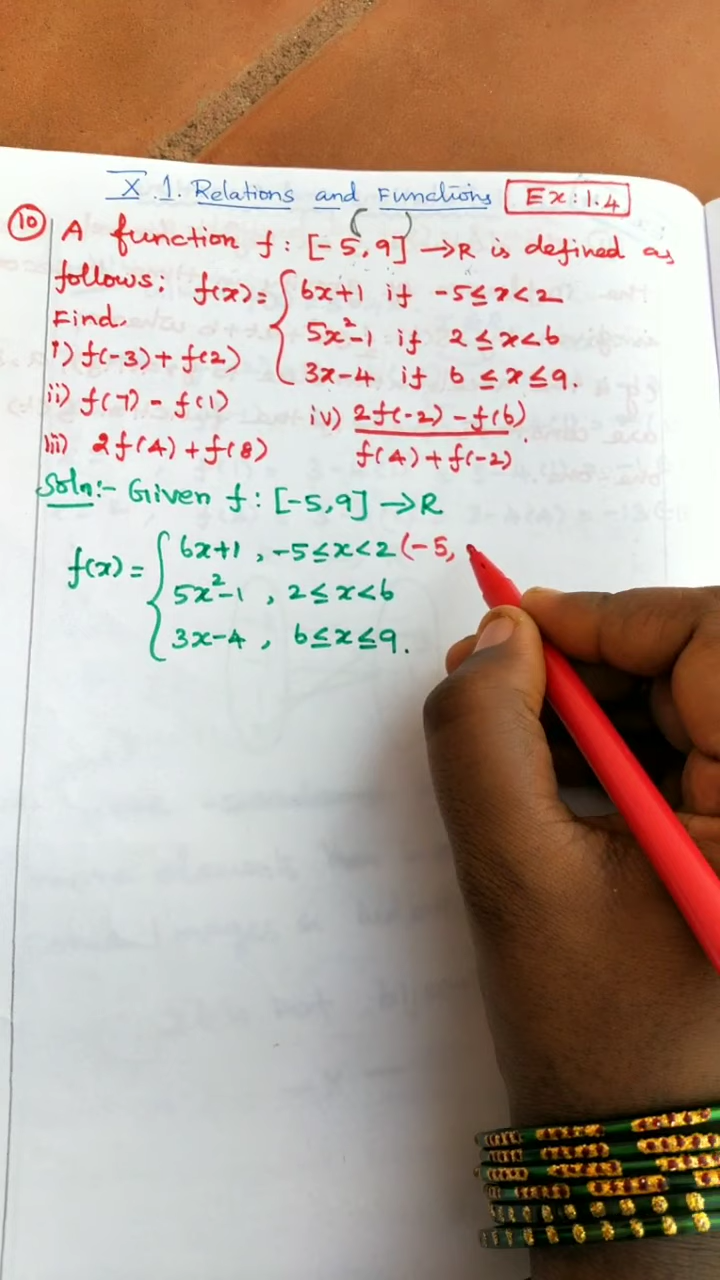 X.1. Relations and Functions Ex: 1.4
10 A function f : [-5, 9] → R is defined as
follows: f(x) = { 6x+1 if -5 ≤ x < 2
Find. 5x²-1 if 2 ≤ x < 6
i) f(-3) + f(2) 3x-4 if 6 ≤ x ≤ 9.
ii) f(7) - f(1) iv) 2f(-2) - f(6)
iii) 2f(4) + f(8) f(4) + f(-2).
Soln:- Given f : [-5, 9] → R
f(x) = { 6x+1 , -5 ≤ x < 2 (-5,
5x²-1 , 2 ≤ x < 6
3x-4 , 6 ≤ x ≤ 9.